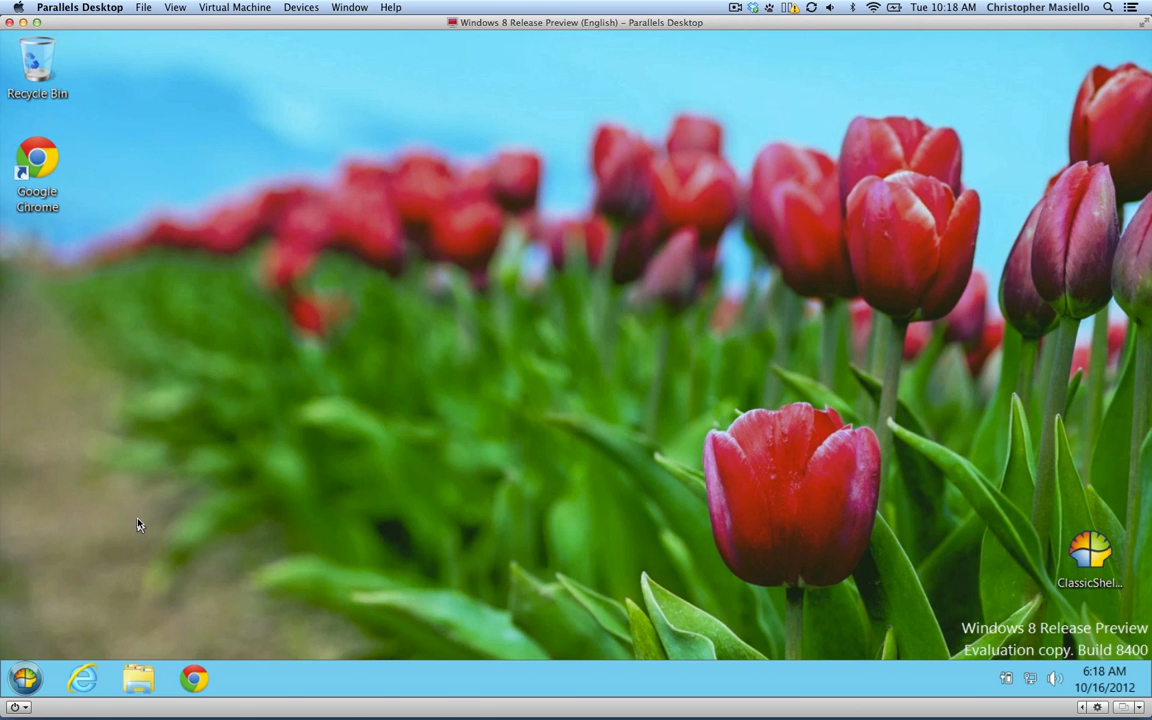 Parallels Desktop File View Virtual Machine Devices Window Help Tue 10:18 AM Christopher Masiello
Windows 8 Release Preview (English) – Parallels Desktop
Recycle Bin
Google
Chrome
ClassicShel...
Windows 8 Release Preview
Evaluation copy. Build 8400
6:18 AM
10/16/2012